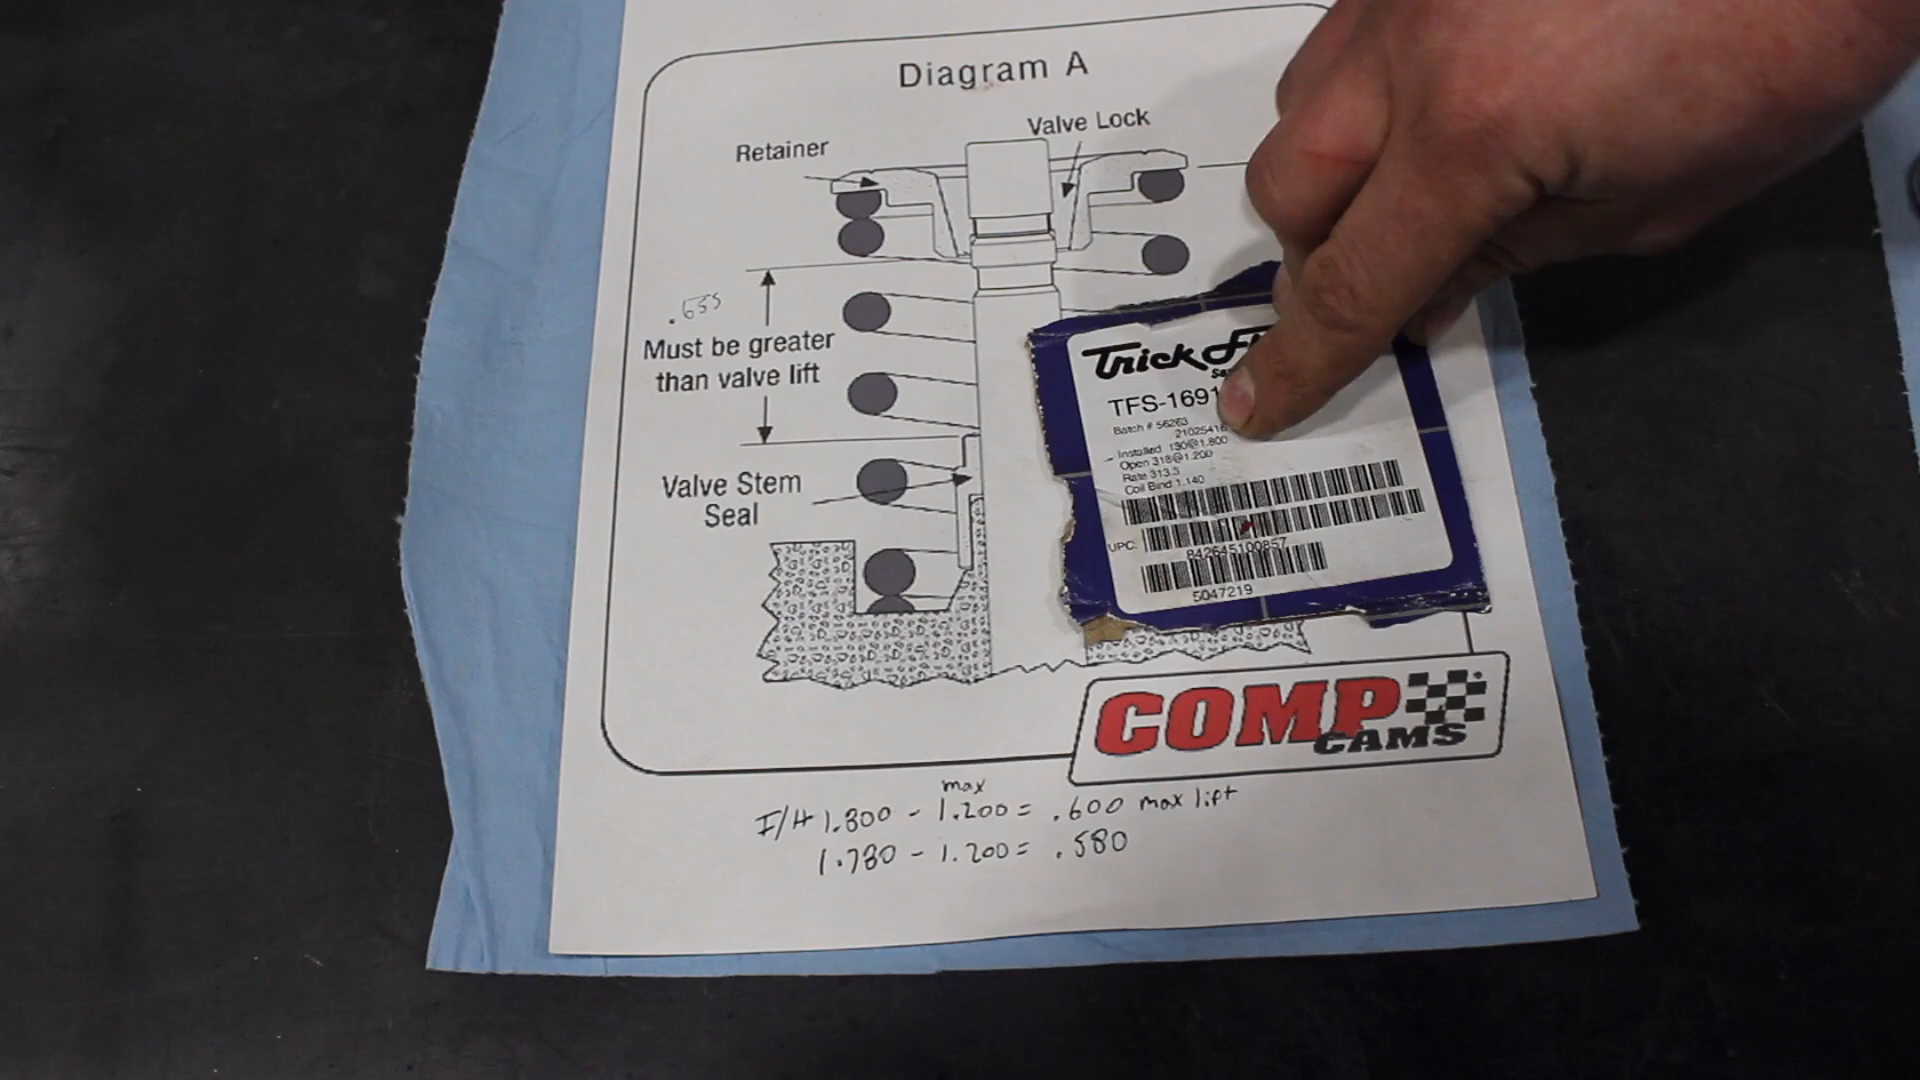 Diagram A
Retainer
Valve Lock
.655
Must be greater
than valve lift
Valve Stem
Seal
Trick
TFS-1691
Batch # 56263
21025416
Installed 130@1.800
Open 318@1.200
Rate 313.3
Coil Bind 1.140
UPC:
842645100857
5047219
COMP
CAMS
max
I/H 1.800 - 1.200 = .600 max lift
1.780 - 1.200 = .580